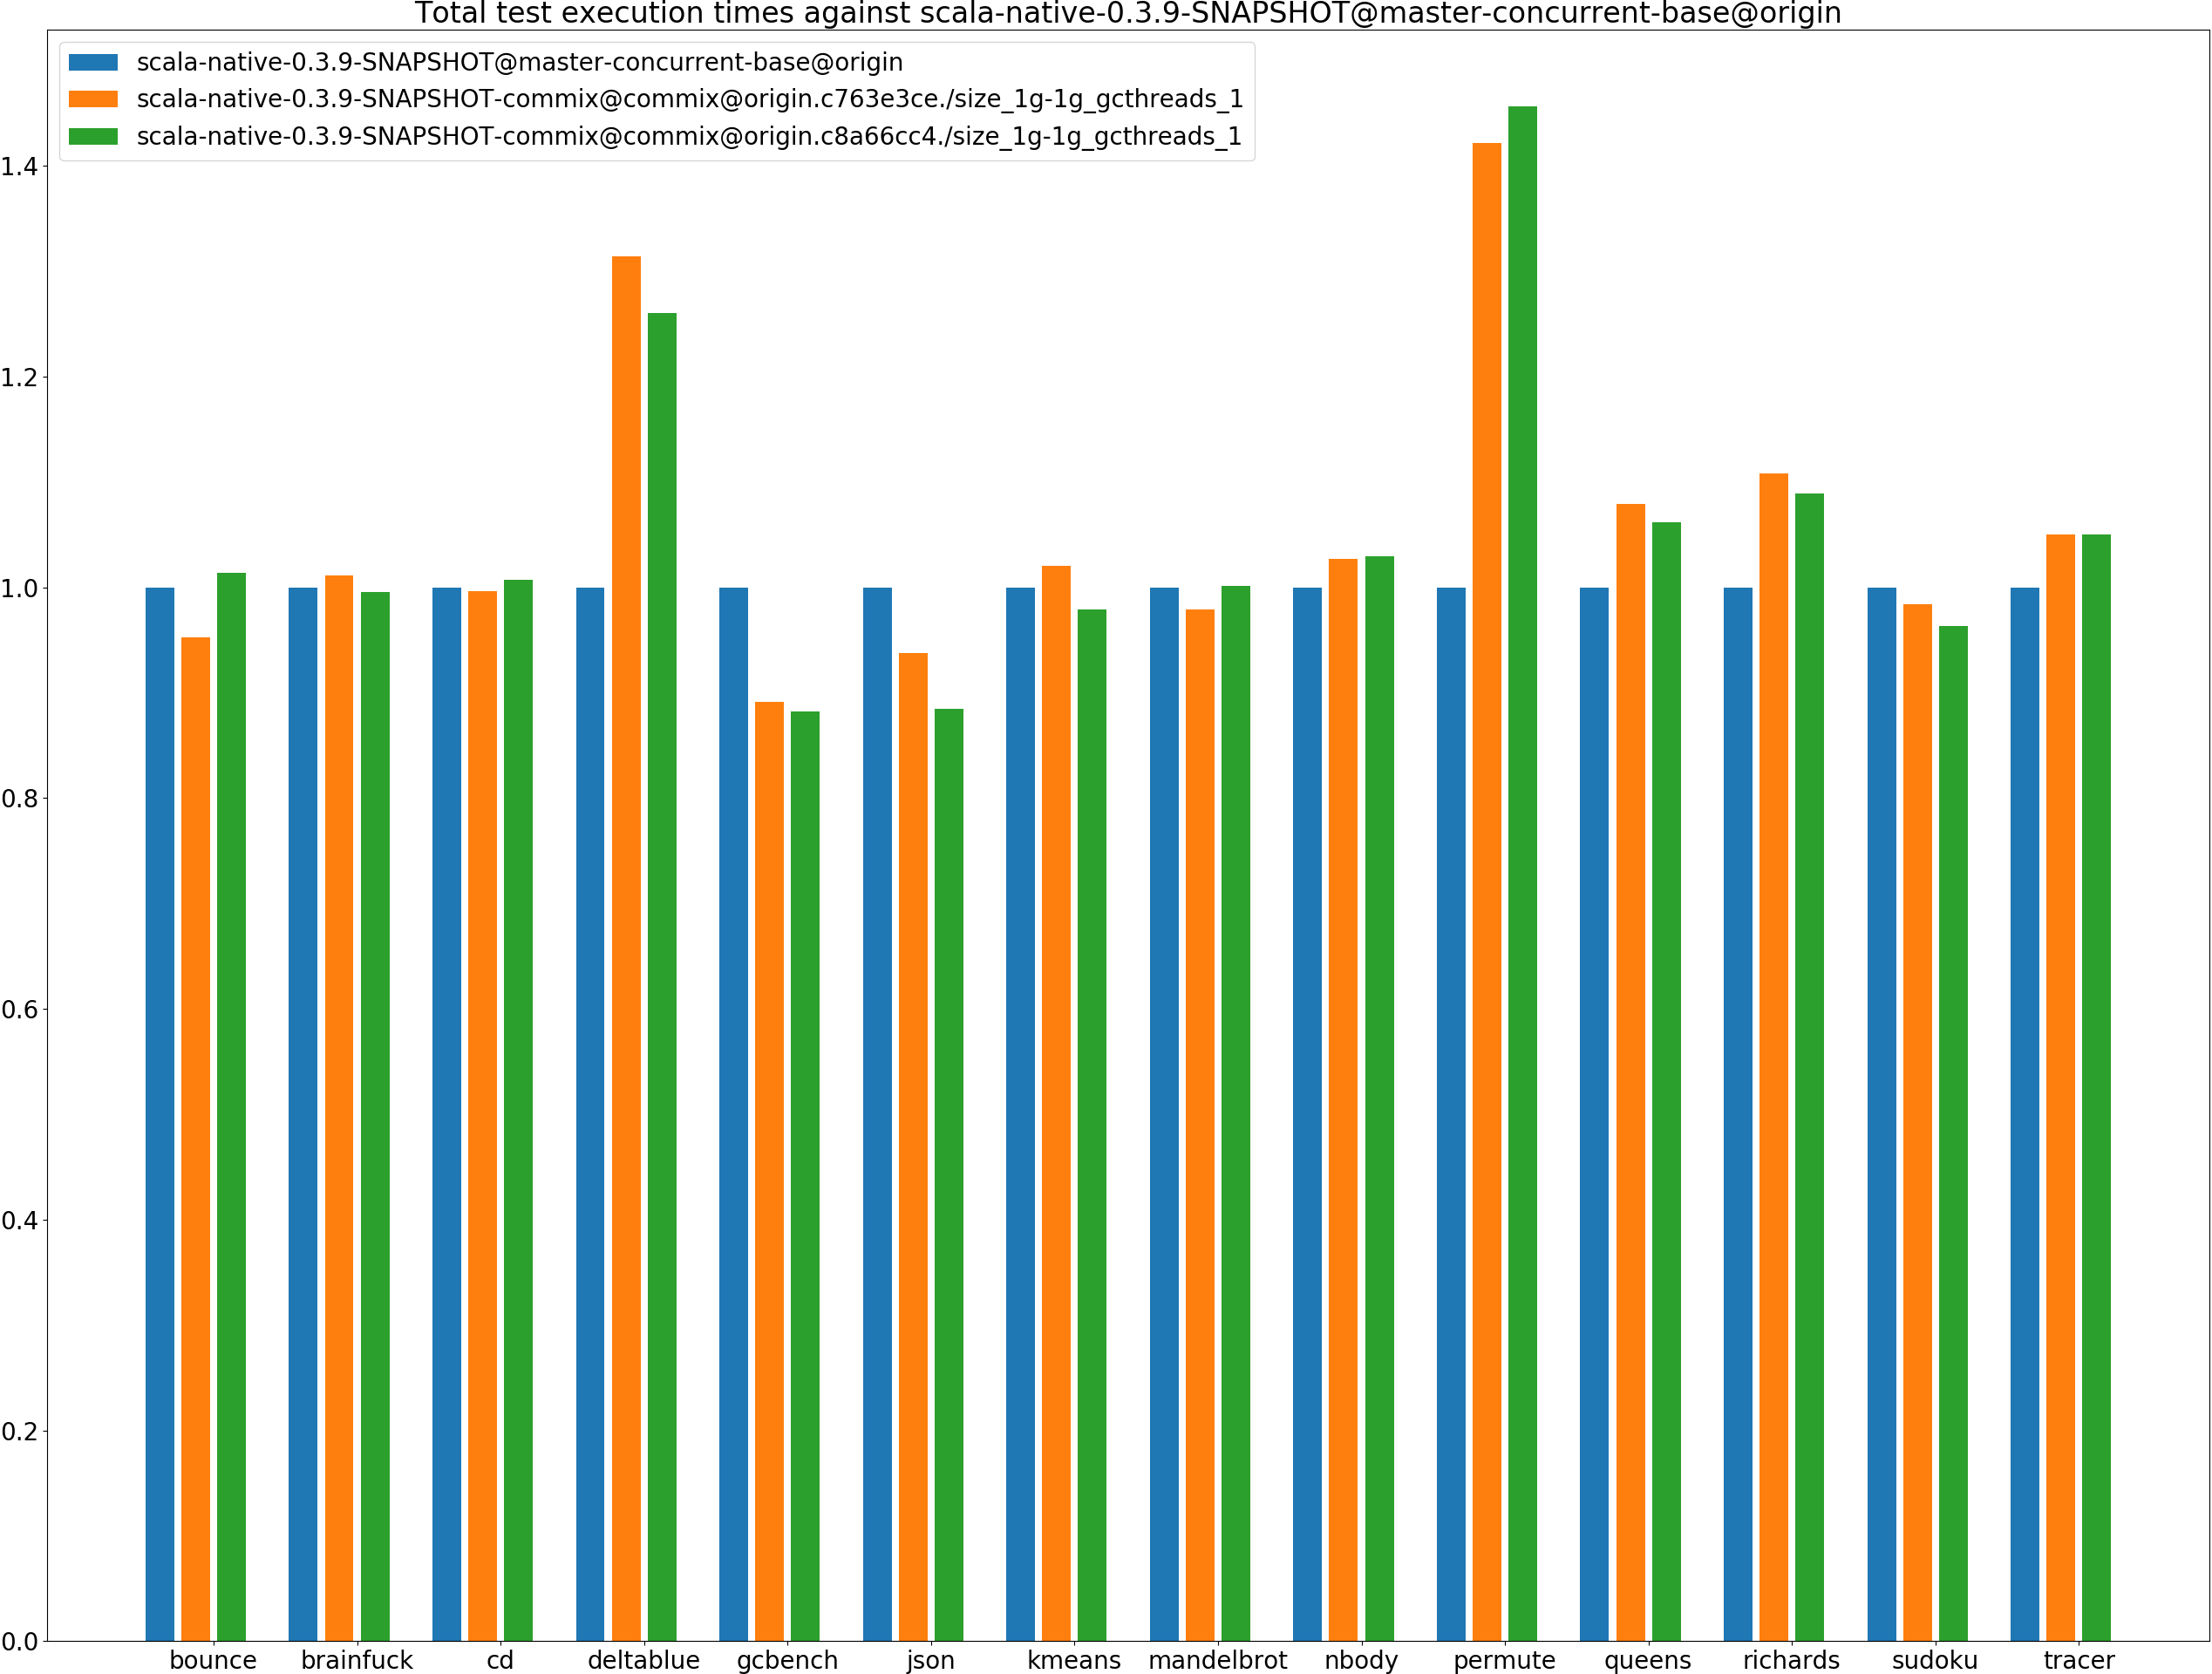 Total test execution times against scala-native-0.3.9-SNAPSHOT@master-concurrent-base@origin
scala-native-0.3.9-SNAPSHOT@master-concurrent-base@origin
scala-native-0.3.9-SNAPSHOT-commix@commix@origin.c763e3ce./size_1g-1g_gcthreads_1
scala-native-0.3.9-SNAPSHOT-commix@commix@origin.c8a66cc4./size_1g-1g_gcthreads_1
1.4
1.2
1.0
0.8
0.6
0.4
0.2
0.0
bounce brainfuck cd deltablue gcbench json kmeans mandelbrot nbody permute queens richards sudoku tracer